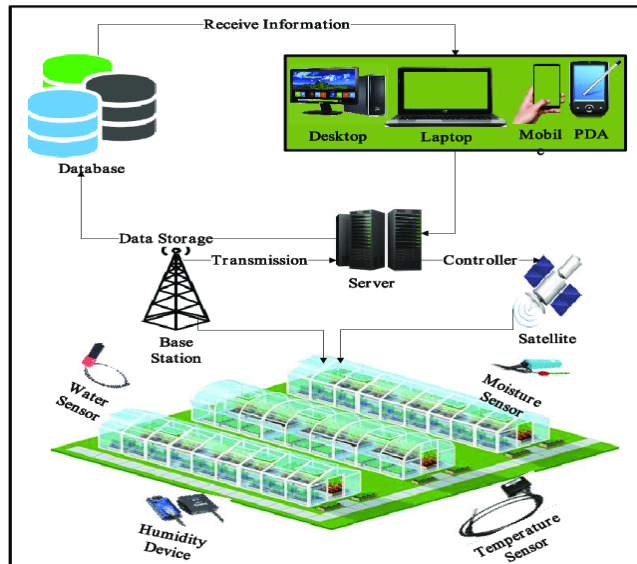 Receive Information
Desktop
Laptop
Mobil
e
PDA
Database
Data Storage
Transmission
Server
Controller
Base
Station
Satellite
Water
Sensor
Moisture
Sensor
Humidity
Device
Temperature
Sensor